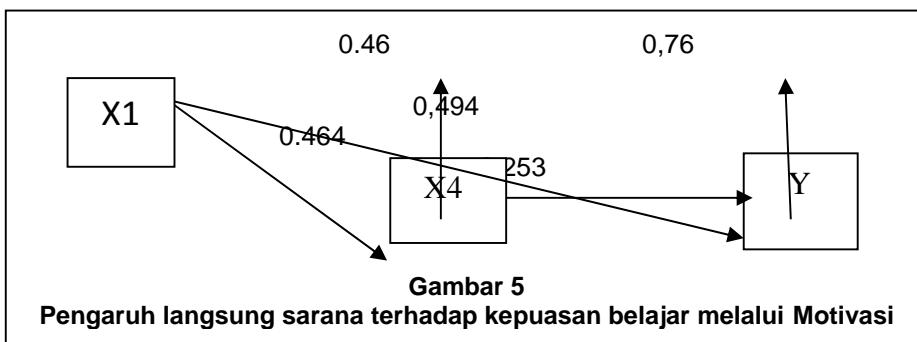 0.46 0,76
X1
0,494
0.464
253
X4 Y
Gambar 5
Pengaruh langsung sarana terhadap kepuasan belajar melalui Motivasi